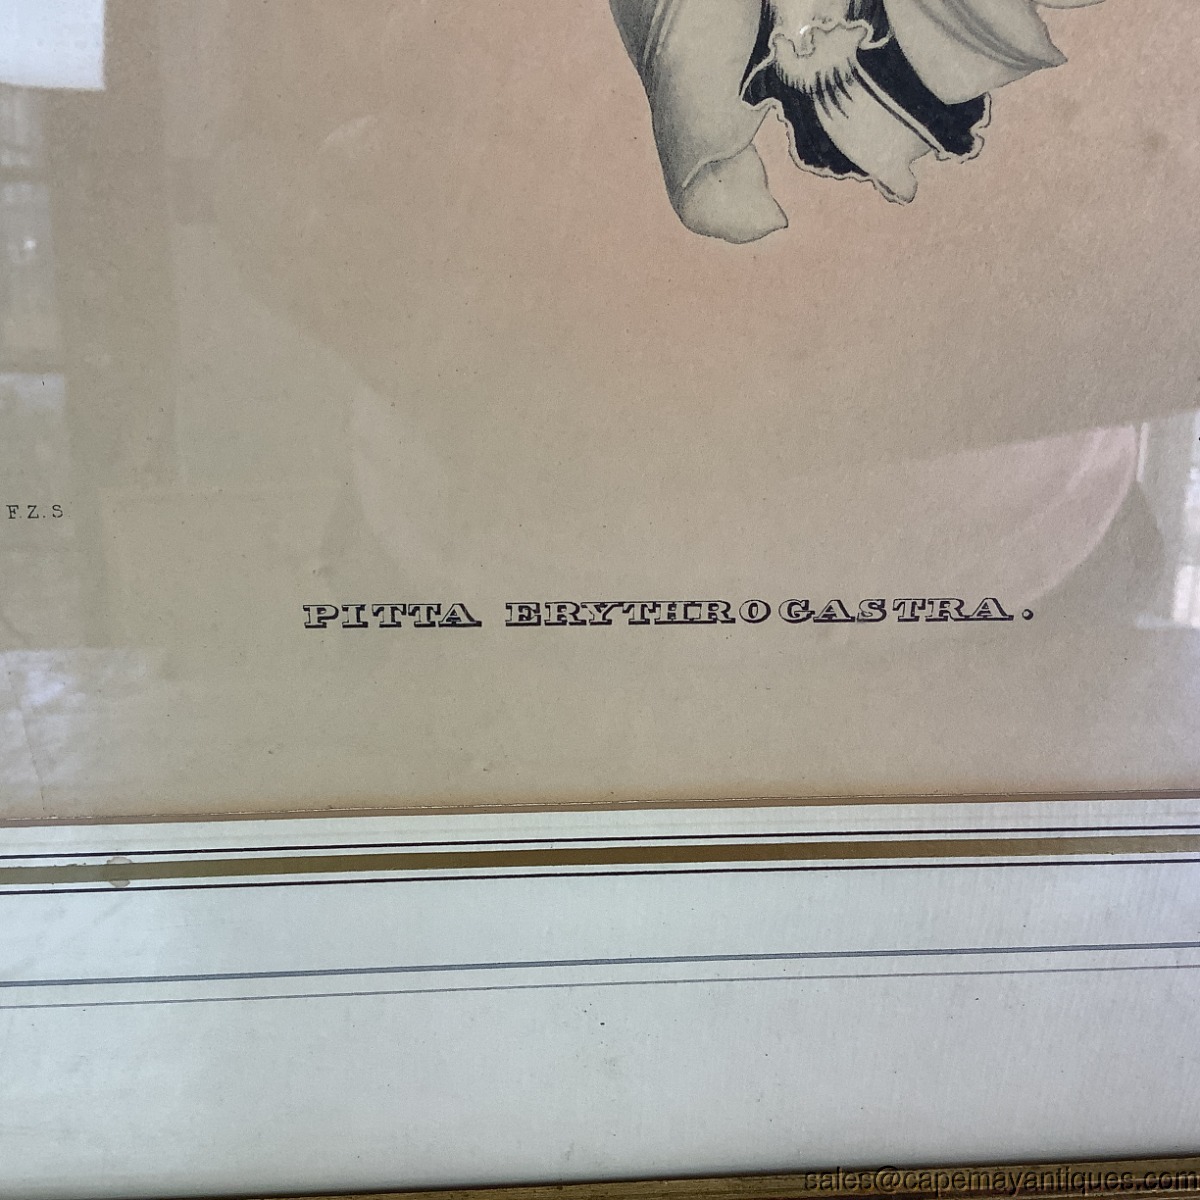 F. Z. S
PITTA ERYTHROGASTRA.
sales@capemayantiques.com